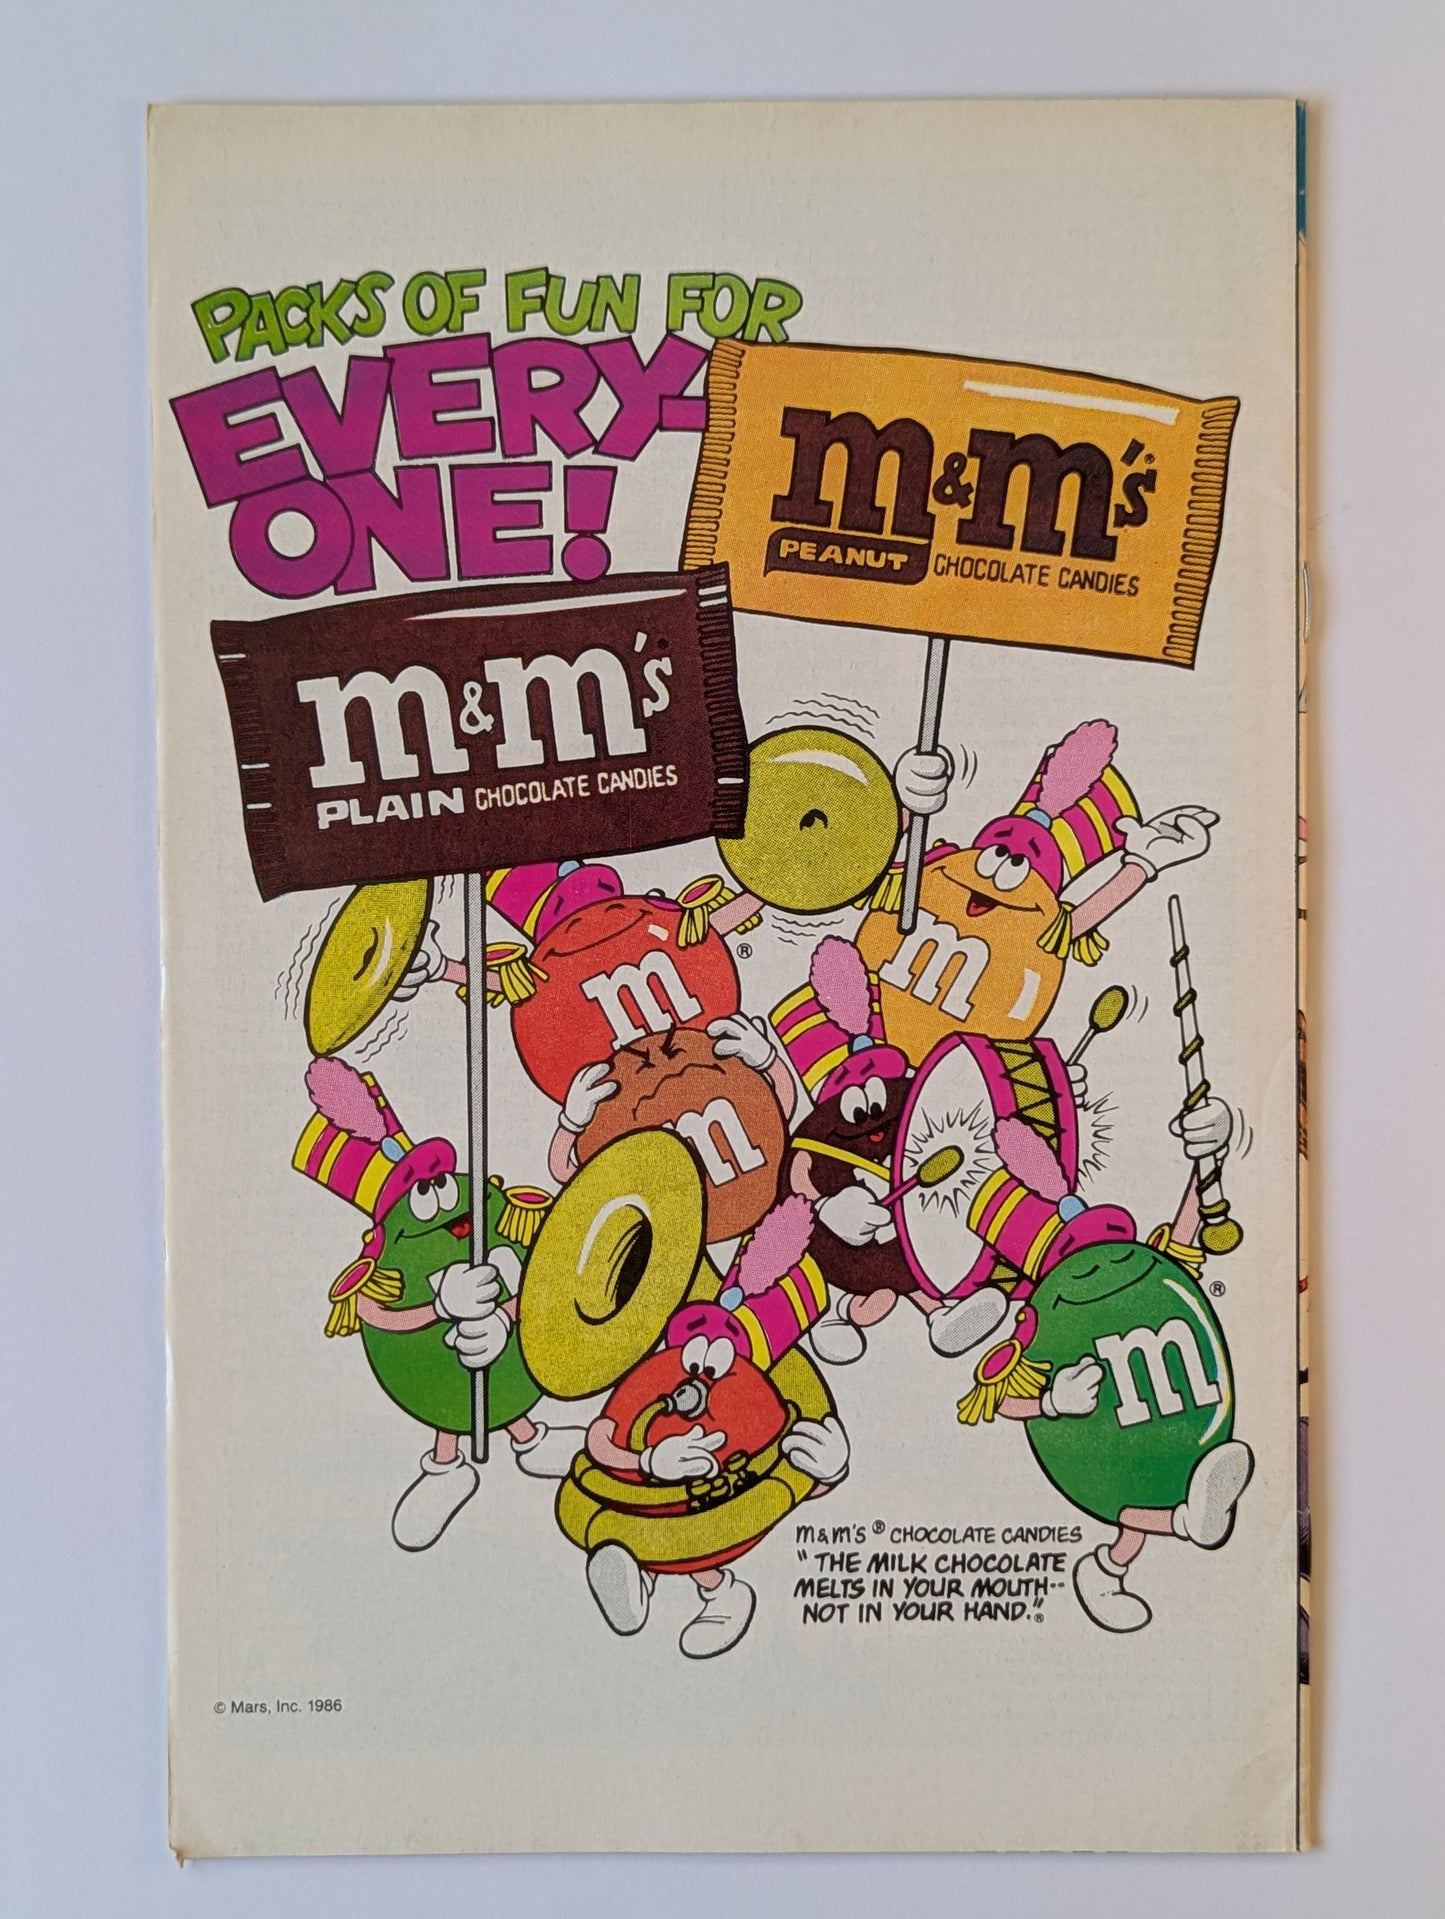 PACKS OF FUN FOR
EVERY-
ONE!
m&m's®
PEANUT CHOCOLATE CANDIES
m&m's®
PLAIN CHOCOLATE CANDIES
m
®
m
m
®
m
m&m's® CHOCOLATE CANDIES
"THE MILK CHOCOLATE
MELTS IN YOUR MOUTH--
NOT IN YOUR HAND."®
© Mars, Inc. 1986